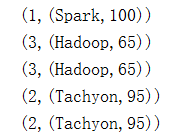 (1, (Spark, 100))
(3, (Hadoop, 65))
(3, (Hadoop, 65))
(2, (Tachyon, 95))
(2, (Tachyon, 95))